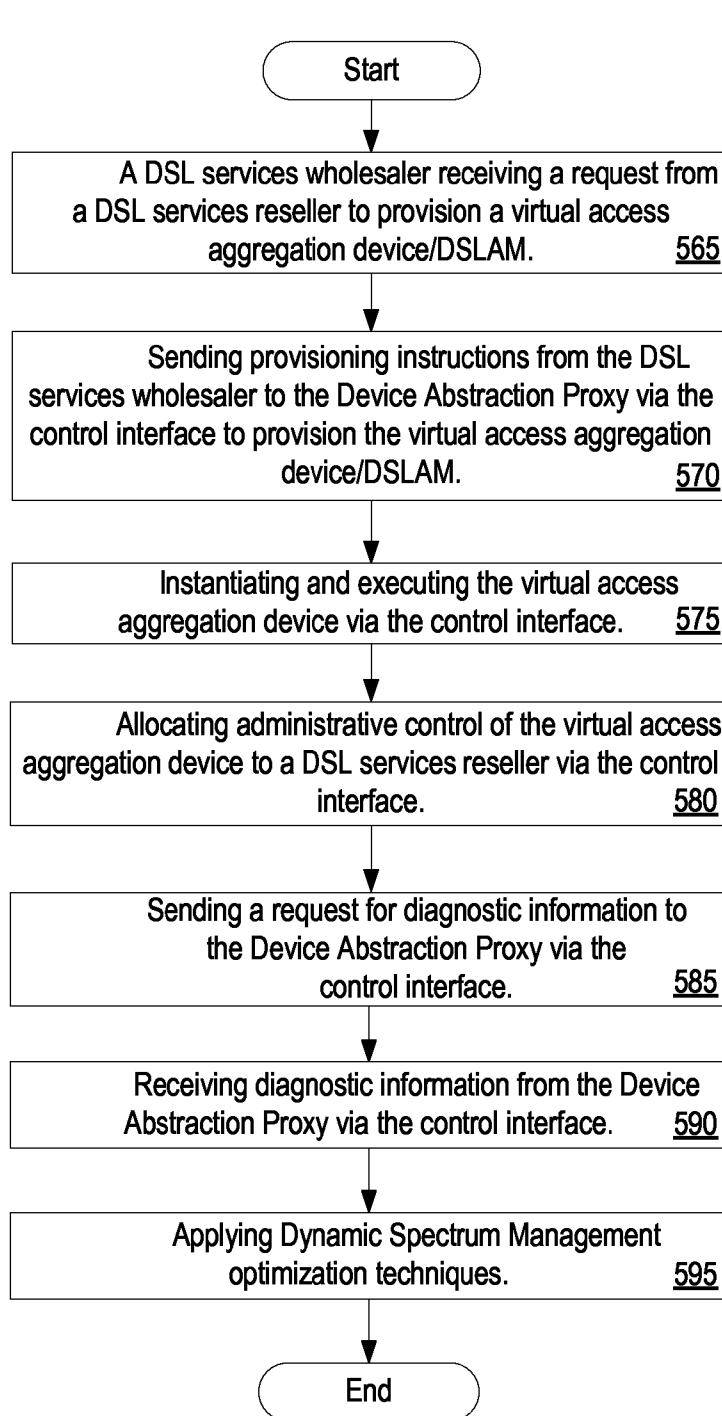 Start
A DSL services wholesaler receiving a request from
a DSL services reseller to provision a virtual access
aggregation device/DSLAM. 565
Sending provisioning instructions from the DSL
services wholesaler to the Device Abstraction Proxy via the
control interface to provision the virtual access aggregation
device/DSLAM. 570
Instantiating and executing the virtual access
aggregation device via the control interface. 575
Allocating administrative control of the virtual access
aggregation device to a DSL services reseller via the control
interface. 580
Sending a request for diagnostic information to
the Device Abstraction Proxy via the
control interface. 585
Receiving diagnostic information from the Device
Abstraction Proxy via the control interface. 590
Applying Dynamic Spectrum Management
optimization techniques. 595
End